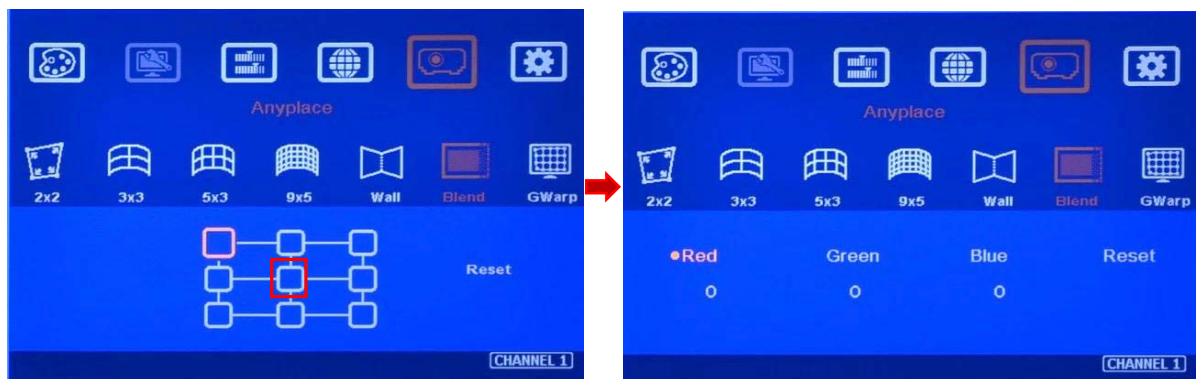 Anyplace
2x2 3x3 5x3 9x5 Wall Blend GWarp
Reset
CHANNEL 1
Anyplace
2x2 3x3 5x3 9x5 Wall Blend GWarp
Red Green Blue Reset
0 0 0
CHANNEL 1